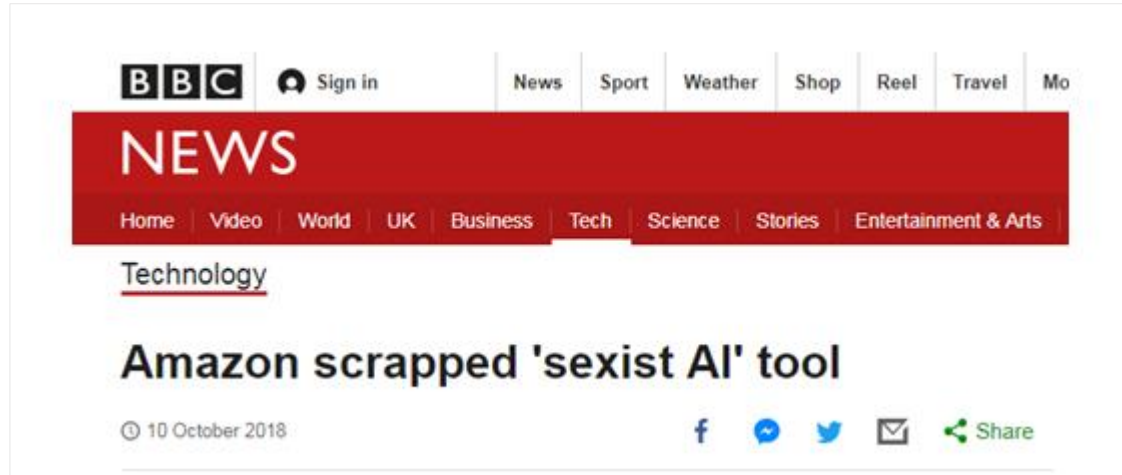 BBC Sign in News Sport Weather Shop Reel Travel Mo
NEWS
Home Video World UK Business Tech Science Stories Entertainment & Arts
Technology
Amazon scrapped 'sexist AI' tool
10 October 2018 Share